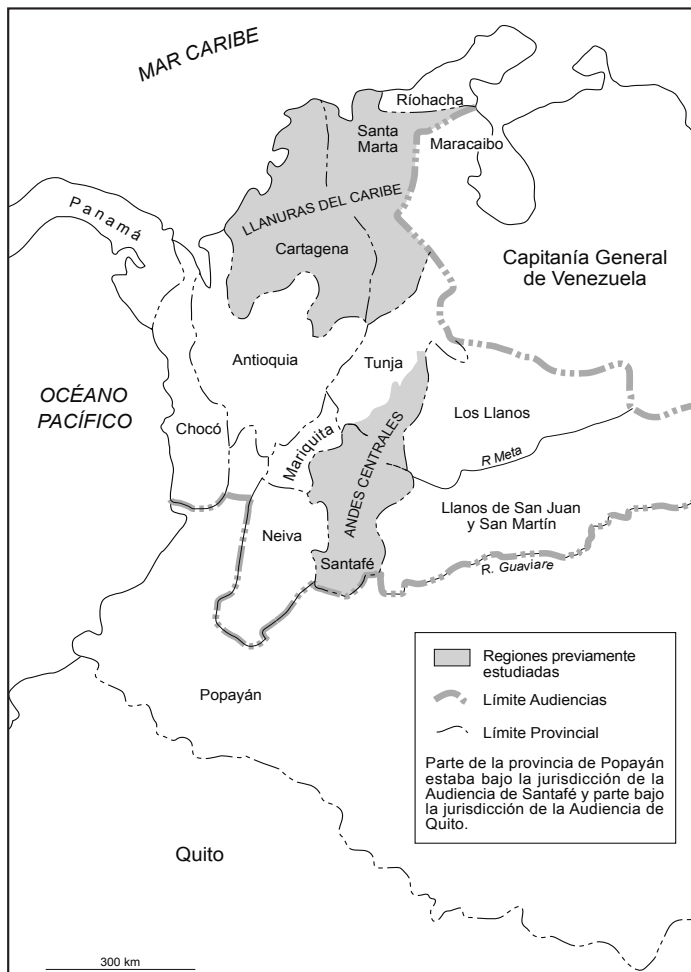 MAR CARIBE
Ríohacha
Santa
Marta
Maracaibo
Panamá
LLANURAS DEL CARIBE
Cartagena
Capitanía General
de Venezuela
Antioquia
Tunja
OCÉANO
PACÍFICO
Los Llanos
Chocó
Mariquita
ANDES CENTRALES
R Meta
Llanos de San Juan
y San Martín
Neiva
Santafé
R. Guaviare
Popayán
Regiones previamente
estudiadas
Límite Audiencias
Límite Provincial
Parte de la provincia de Popayán
estaba bajo la jurisdicción de la
Audiencia de Santafé y parte bajo
la jurisdicción de la Audiencia de
Quito.
Quito
300 km